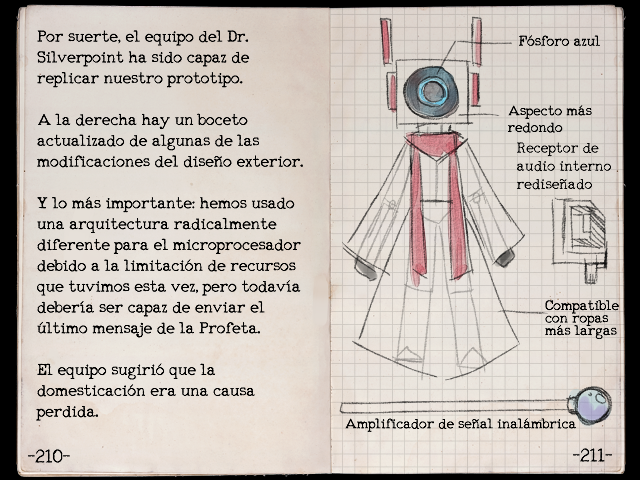 Por suerte, el equipo del Dr.
Silverpoint ha sido capaz de
replicar nuestro prototipo.
A la derecha hay un boceto
actualizado de algunas de las
modificaciones del diseño exterior.
Y lo más importante: hemos usado
una arquitectura radicalmente
diferente para el microprocesador
debido a la limitación de recursos
que tuvimos esta vez, pero todavía
debería ser capaz de enviar el
último mensaje de la Profeta.
El equipo sugirió que la
domesticación era una causa
perdida.
-210-
Fósforo azul
Aspecto más
redondo
Receptor de
audio interno
rediseñado
Compatible
con ropas
más largas
Amplificador de señal inalámbrica
-211-